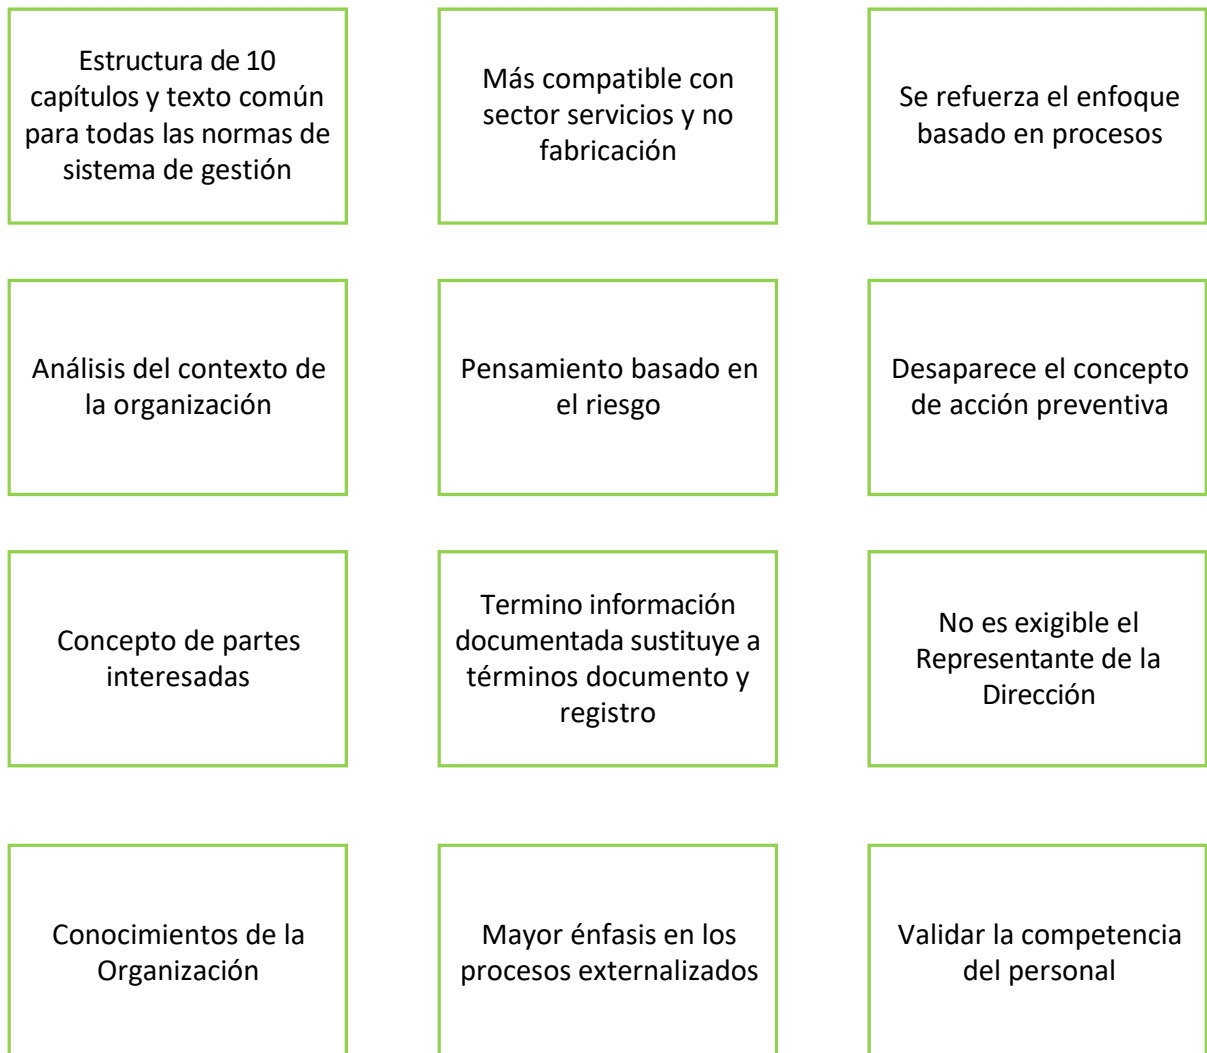 Estructura de 10
capítulos y texto común
para todas las normas de
sistema de gestión
Más compatible con
sector servicios y no
fabricación
Se refuerza el enfoque
basado en procesos
Análisis del contexto de
la organización
Pensamiento basado en
el riesgo
Desaparece el concepto
de acción preventiva
Concepto de partes
interesadas
Termino información
documentada sustituye a
términos documento y
registro
No es exigible el
Representante de la
Dirección
Conocimientos de la
Organización
Mayor énfasis en los
procesos externalizados
Validar la competencia
del personal